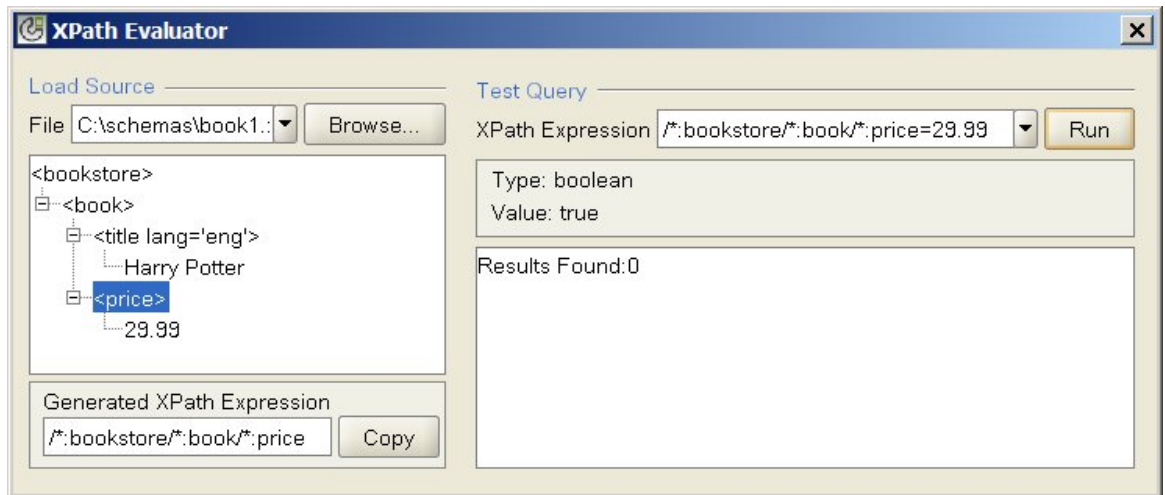 XPath Evaluator
Load Source
File C:\schemas\book1.: Browse...
<bookstore>
<book>
<title lang='eng'>
Harry Potter
<price>
29.99
Generated XPath Expression
/*:bookstore/*:book/*:price Copy
Test Query
XPath Expression /*:bookstore/*:book/*:price=29.99 Run
Type: boolean
Value: true
Results Found:0